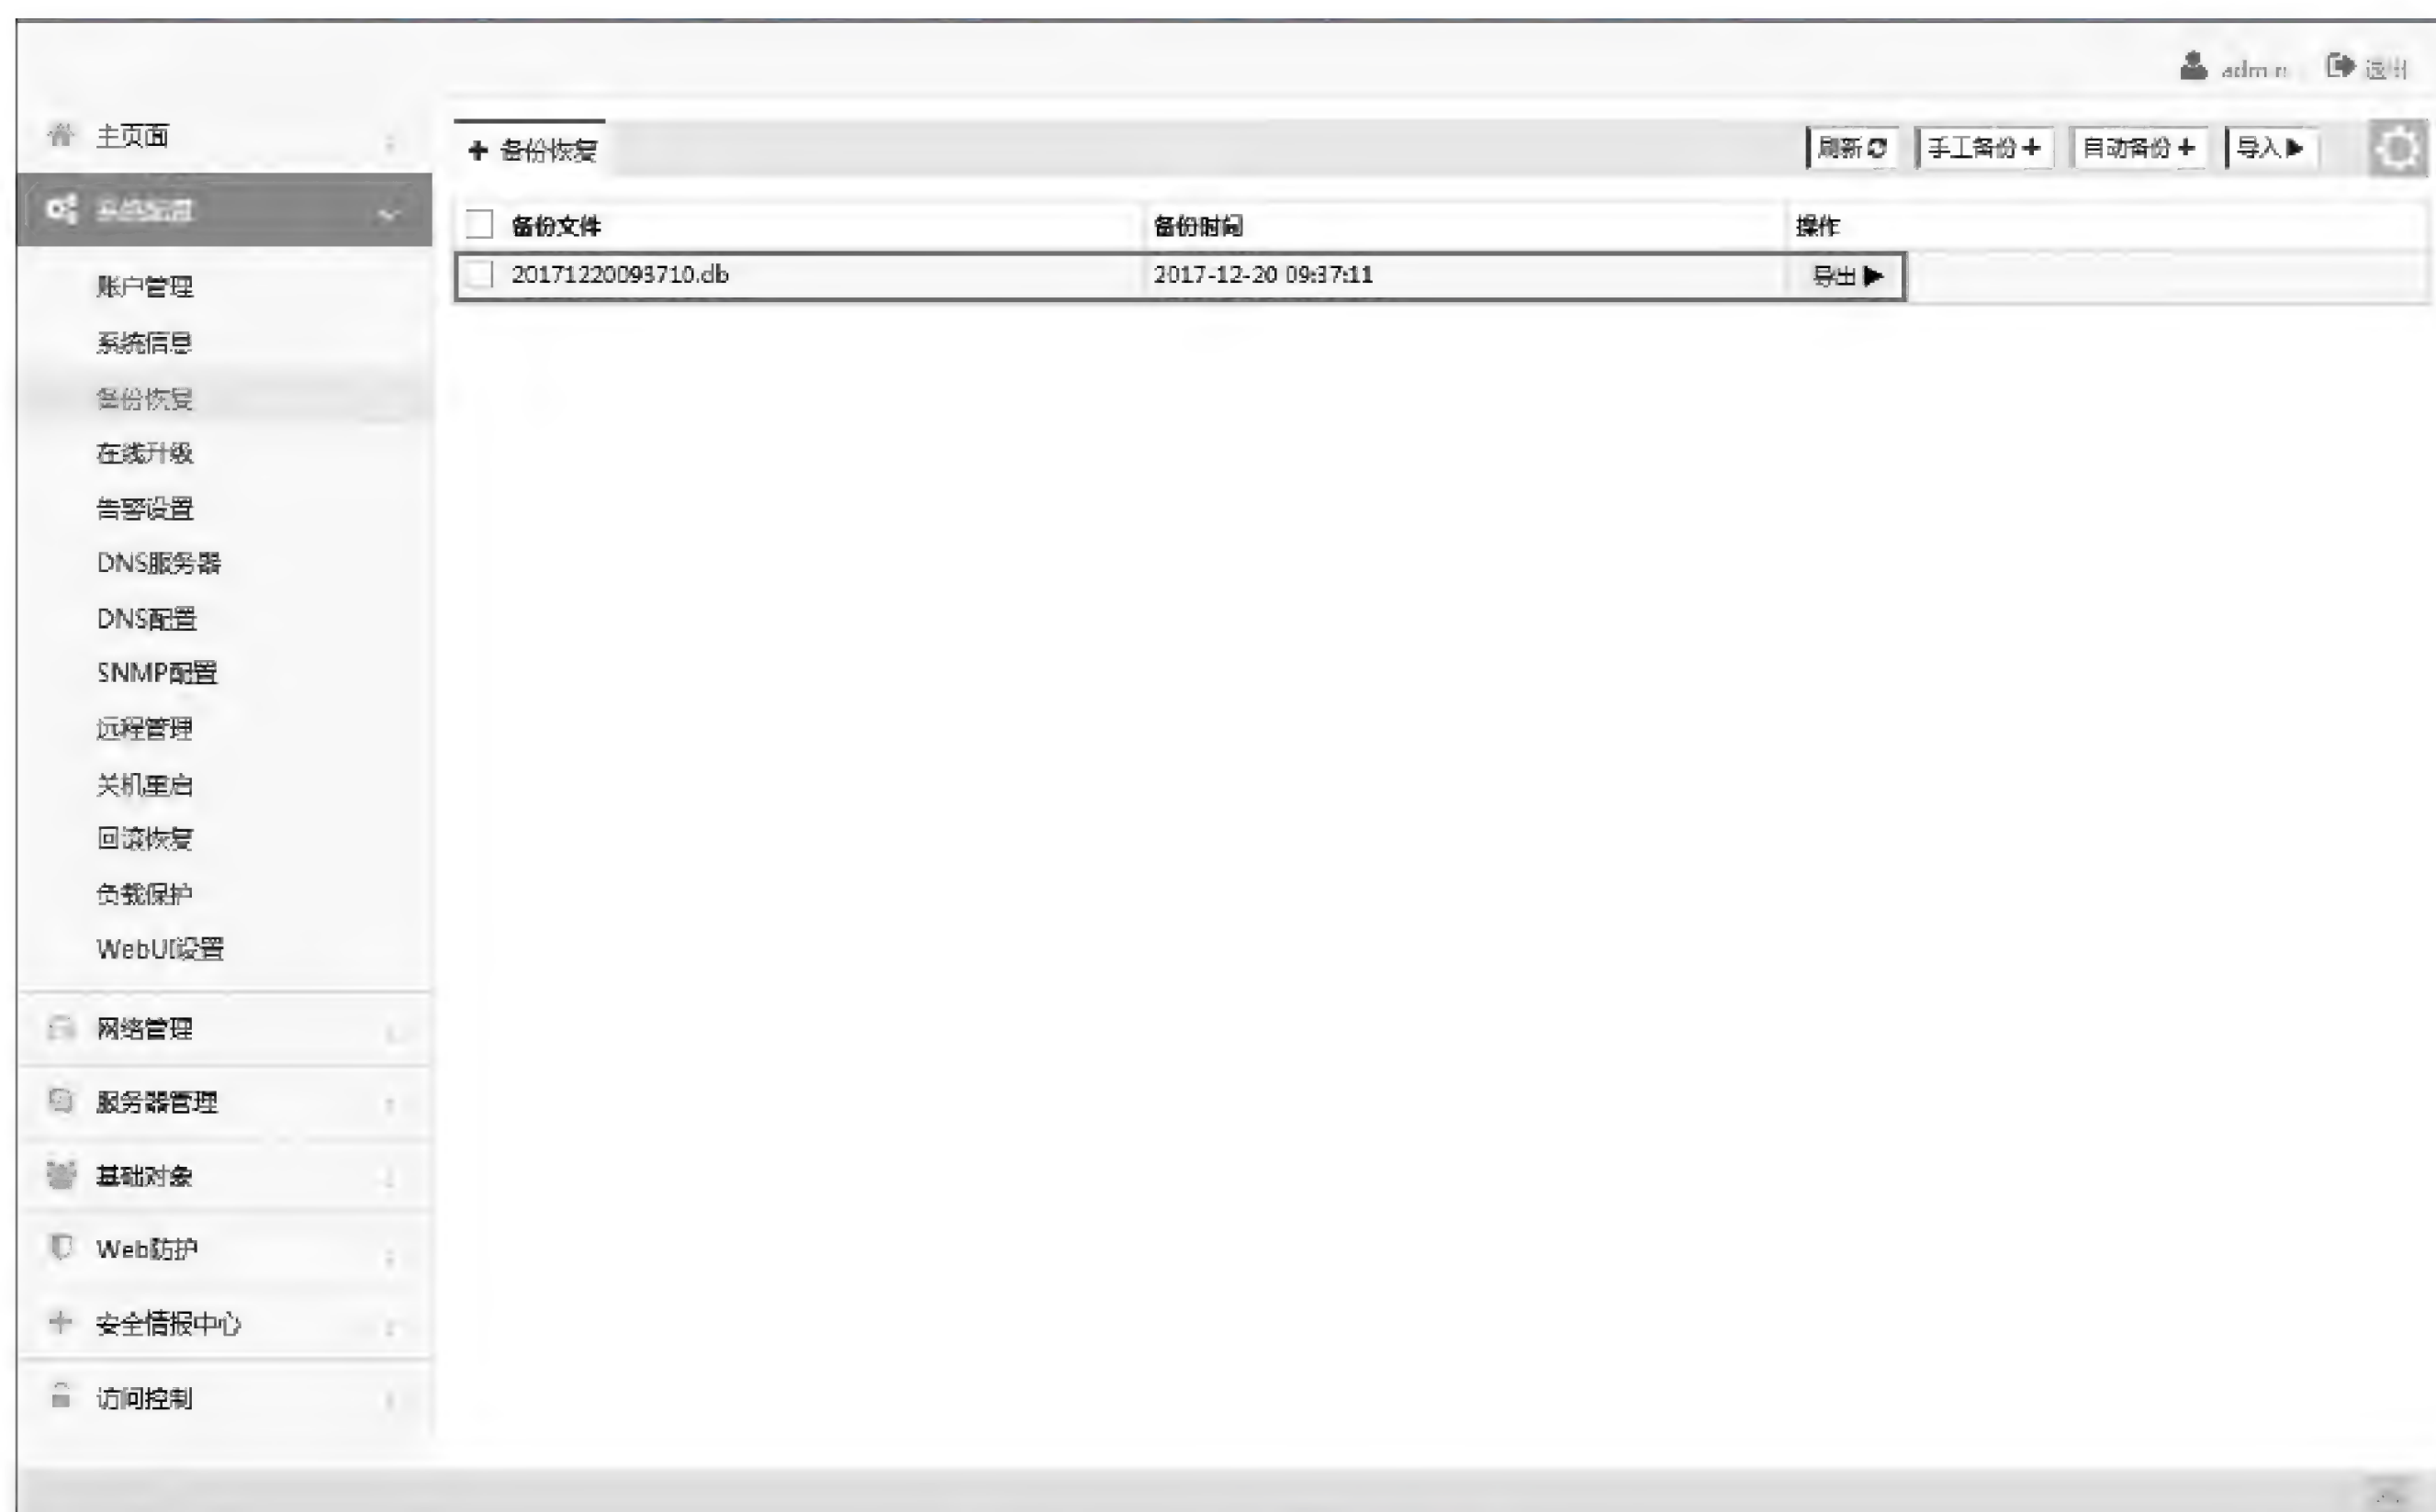 admin 退出
主页面
备份恢复
刷新 手工备份 自动备份 导入
系统配置
备份文件 备份时间 操作
20171220093710.db 2017-12-20 09:37:11 导出
账户管理
系统信息
备份恢复
在线升级
告警设置
DNS服务器
DNS配置
SNMP配置
远程管理
关机重启
回滚恢复
负载保护
WebUI设置
网络管理
服务器管理
基础对象
Web防护
安全情报中心
访问控制